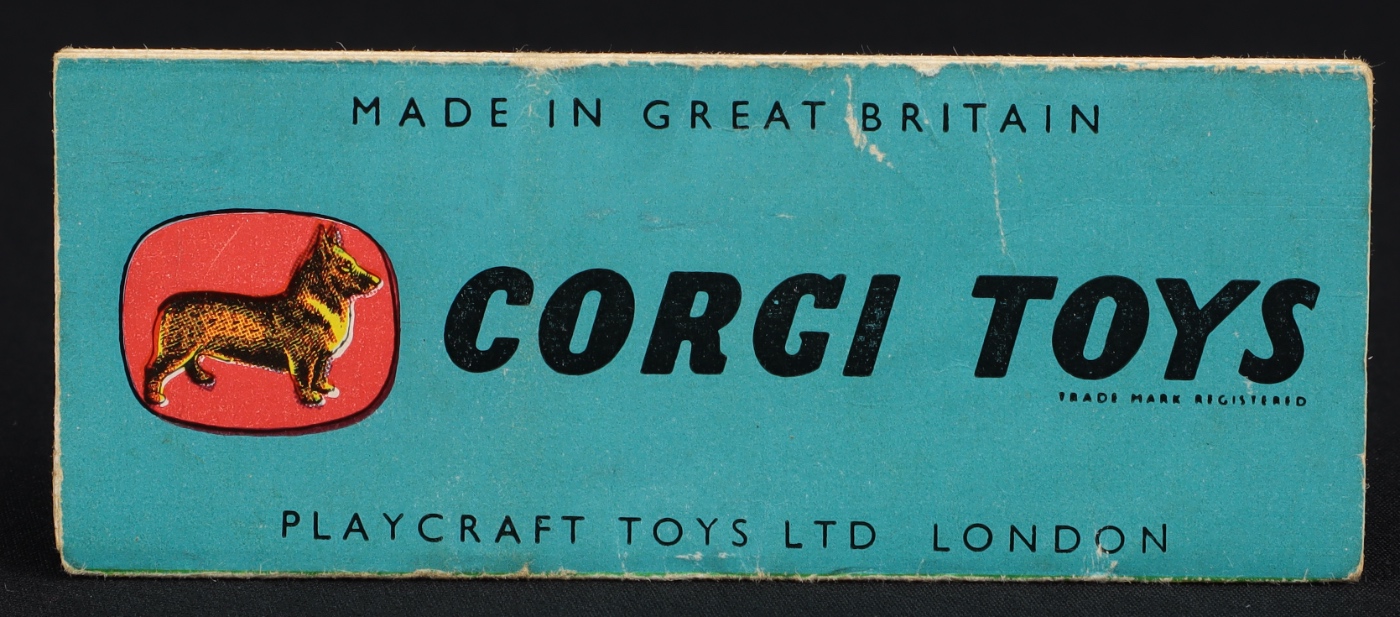 MADE IN GREAT BRITAIN
CORGI TOYS
TRADE MARK REGISTERED
PLAYCRAFT TOYS LTD LONDON